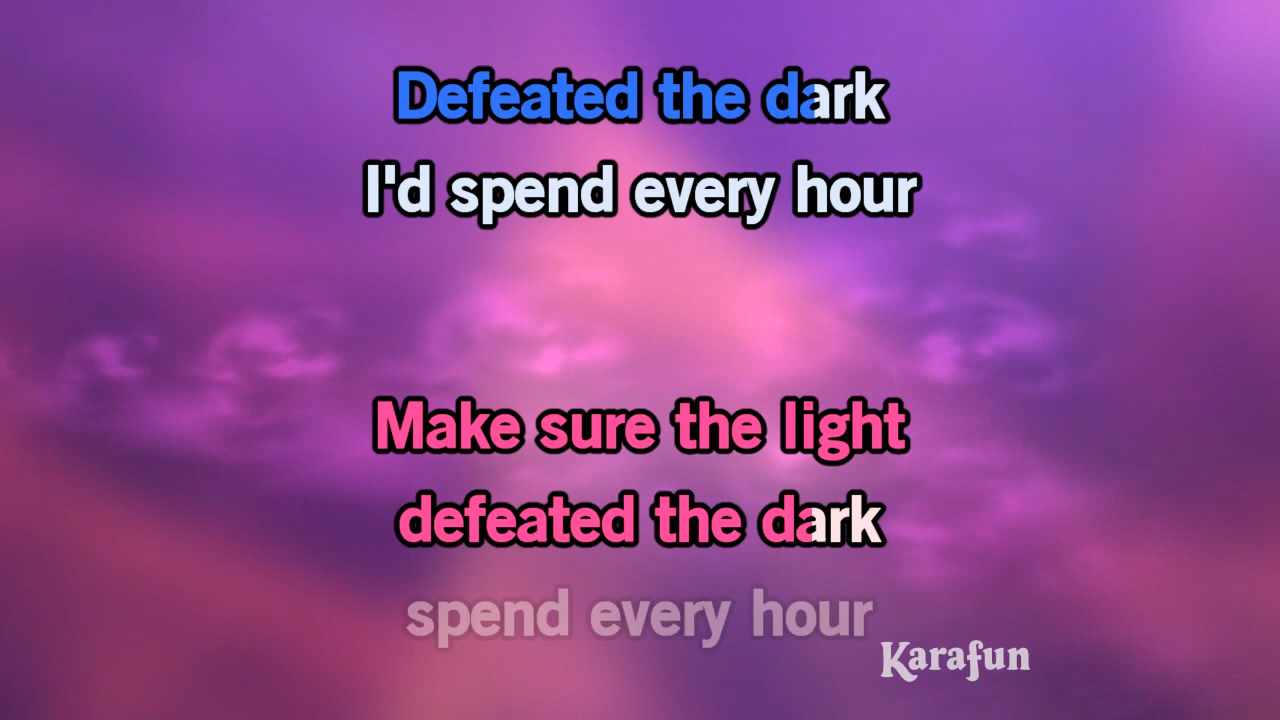 Defeated the dark
I'd spend every hour
Make sure the light
defeated the dark
spend every hour
Karafun